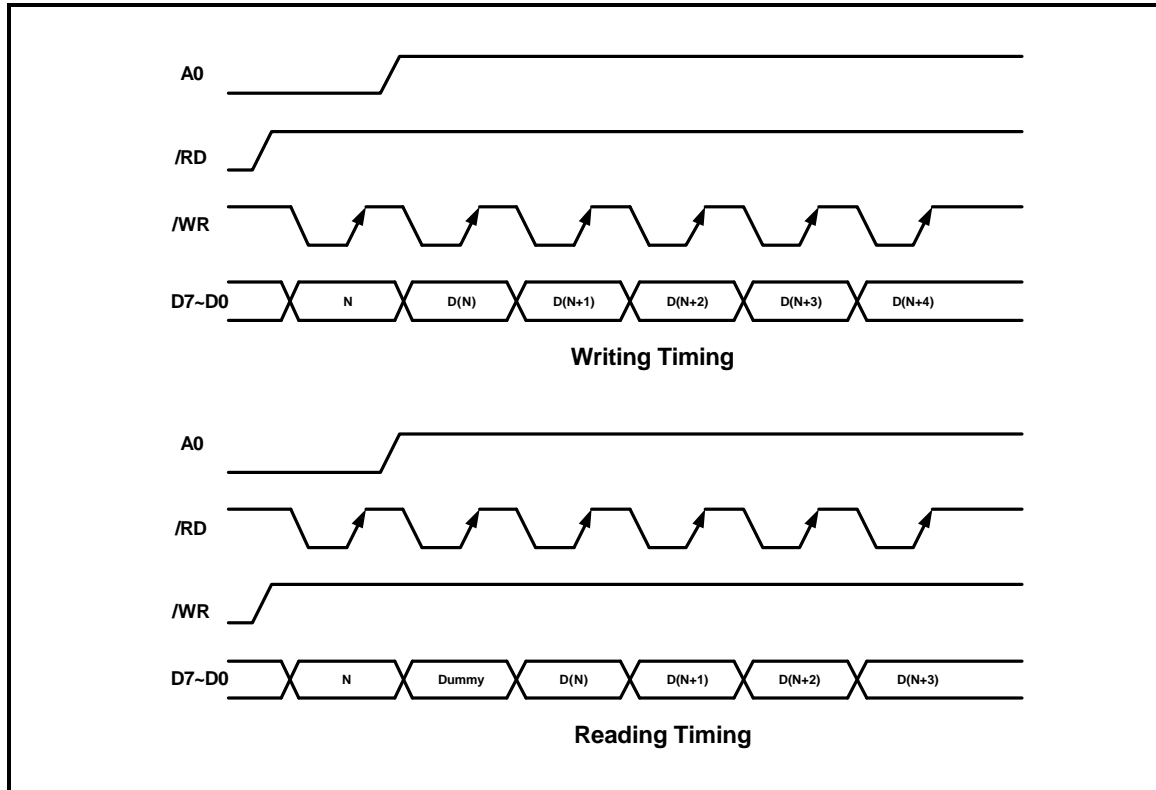 A0
/RD
/WR
D7~D0 N D(N) D(N+1) D(N+2) D(N+3) D(N+4)
Writing Timing
A0
/RD
/WR
D7~D0 N Dummy D(N) D(N+1) D(N+2) D(N+3)
Reading Timing